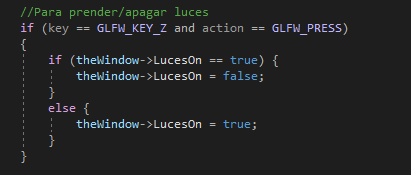 //Para prender/apagar luces
if (key == GLFW_KEY_Z and action == GLFW_PRESS)
{
if (theWindow->LucesOn == true) {
theWindow->LucesOn = false;
}
else {
theWindow->LucesOn = true;
}
}